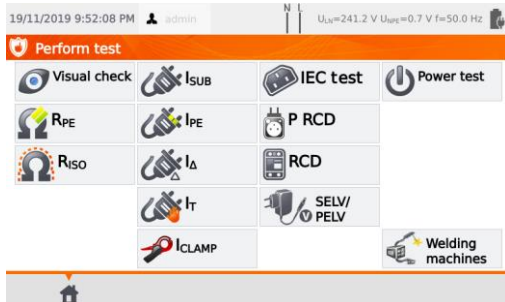 19/11/2019 9:52:08 PM admin N L ULN=241.2 V UNPE=0.7 V f=50.0 Hz
Perform test
Visual check ISUB IEC test Power test
RPE IPE P RCD
RISO IΔ RCD
IT SELV/
V PELV
ICLAMP Welding
machines